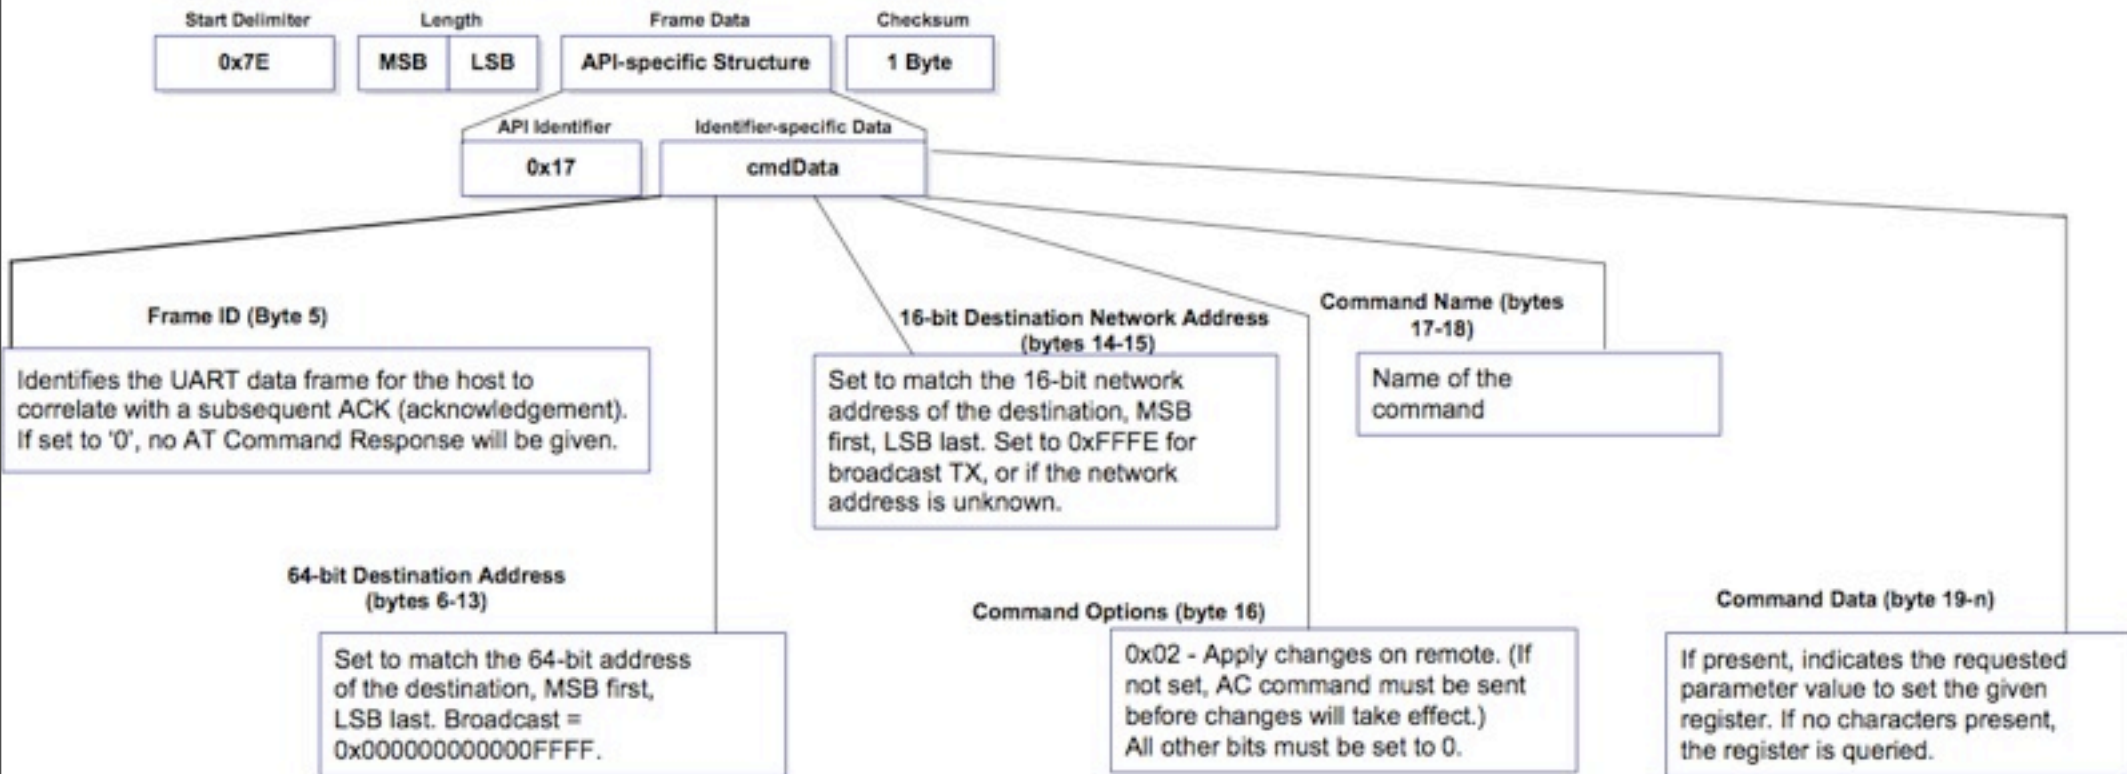 Start Delimiter
Length
Frame Data
Checksum
0x7E
MSB
LSB
API-specific Structure
1 Byte
API Identifier
Identifier-specific Data
0x17
cmdData
Frame ID (Byte 5)
Identifies the UART data frame for the host to
correlate with a subsequent ACK (acknowledgement).
If set to '0', no AT Command Response will be given.
64-bit Destination Address
(bytes 6-13)
Set to match the 64-bit address
of the destination, MSB first,
LSB last. Broadcast =
0x000000000000FFFF.
16-bit Destination Network Address
(bytes 14-15)
Set to match the 16-bit network
address of the destination, MSB
first, LSB last. Set to 0xFFFE for
broadcast TX, or if the network
address is unknown.
Command Options (byte 16)
0x02 - Apply changes on remote. (If
not set, AC command must be sent
before changes will take effect.)
All other bits must be set to 0.
Command Name (bytes
17-18)
Name of the
command
Command Data (byte 19-n)
If present, indicates the requested
parameter value to set the given
register. If no characters present,
the register is queried.